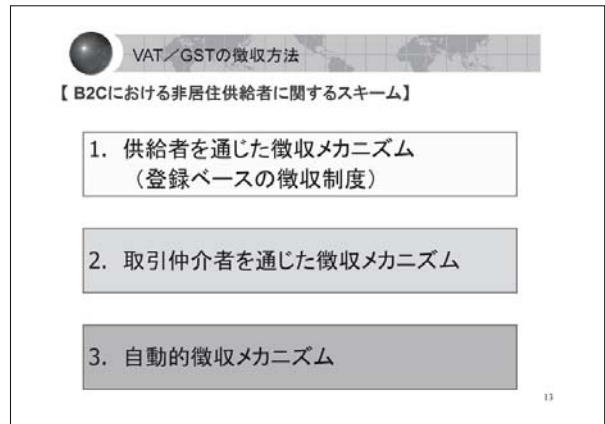 VAT／GSTの徴収方法
【 B2Cにおける非居住供給者に関するスキーム】
1. 供給者を通じた徴収メカニズム
（登録ベースの徴収制度）
2. 取引仲介者を通じた徴収メカニズム
3. 自動的徴収メカニズム
13